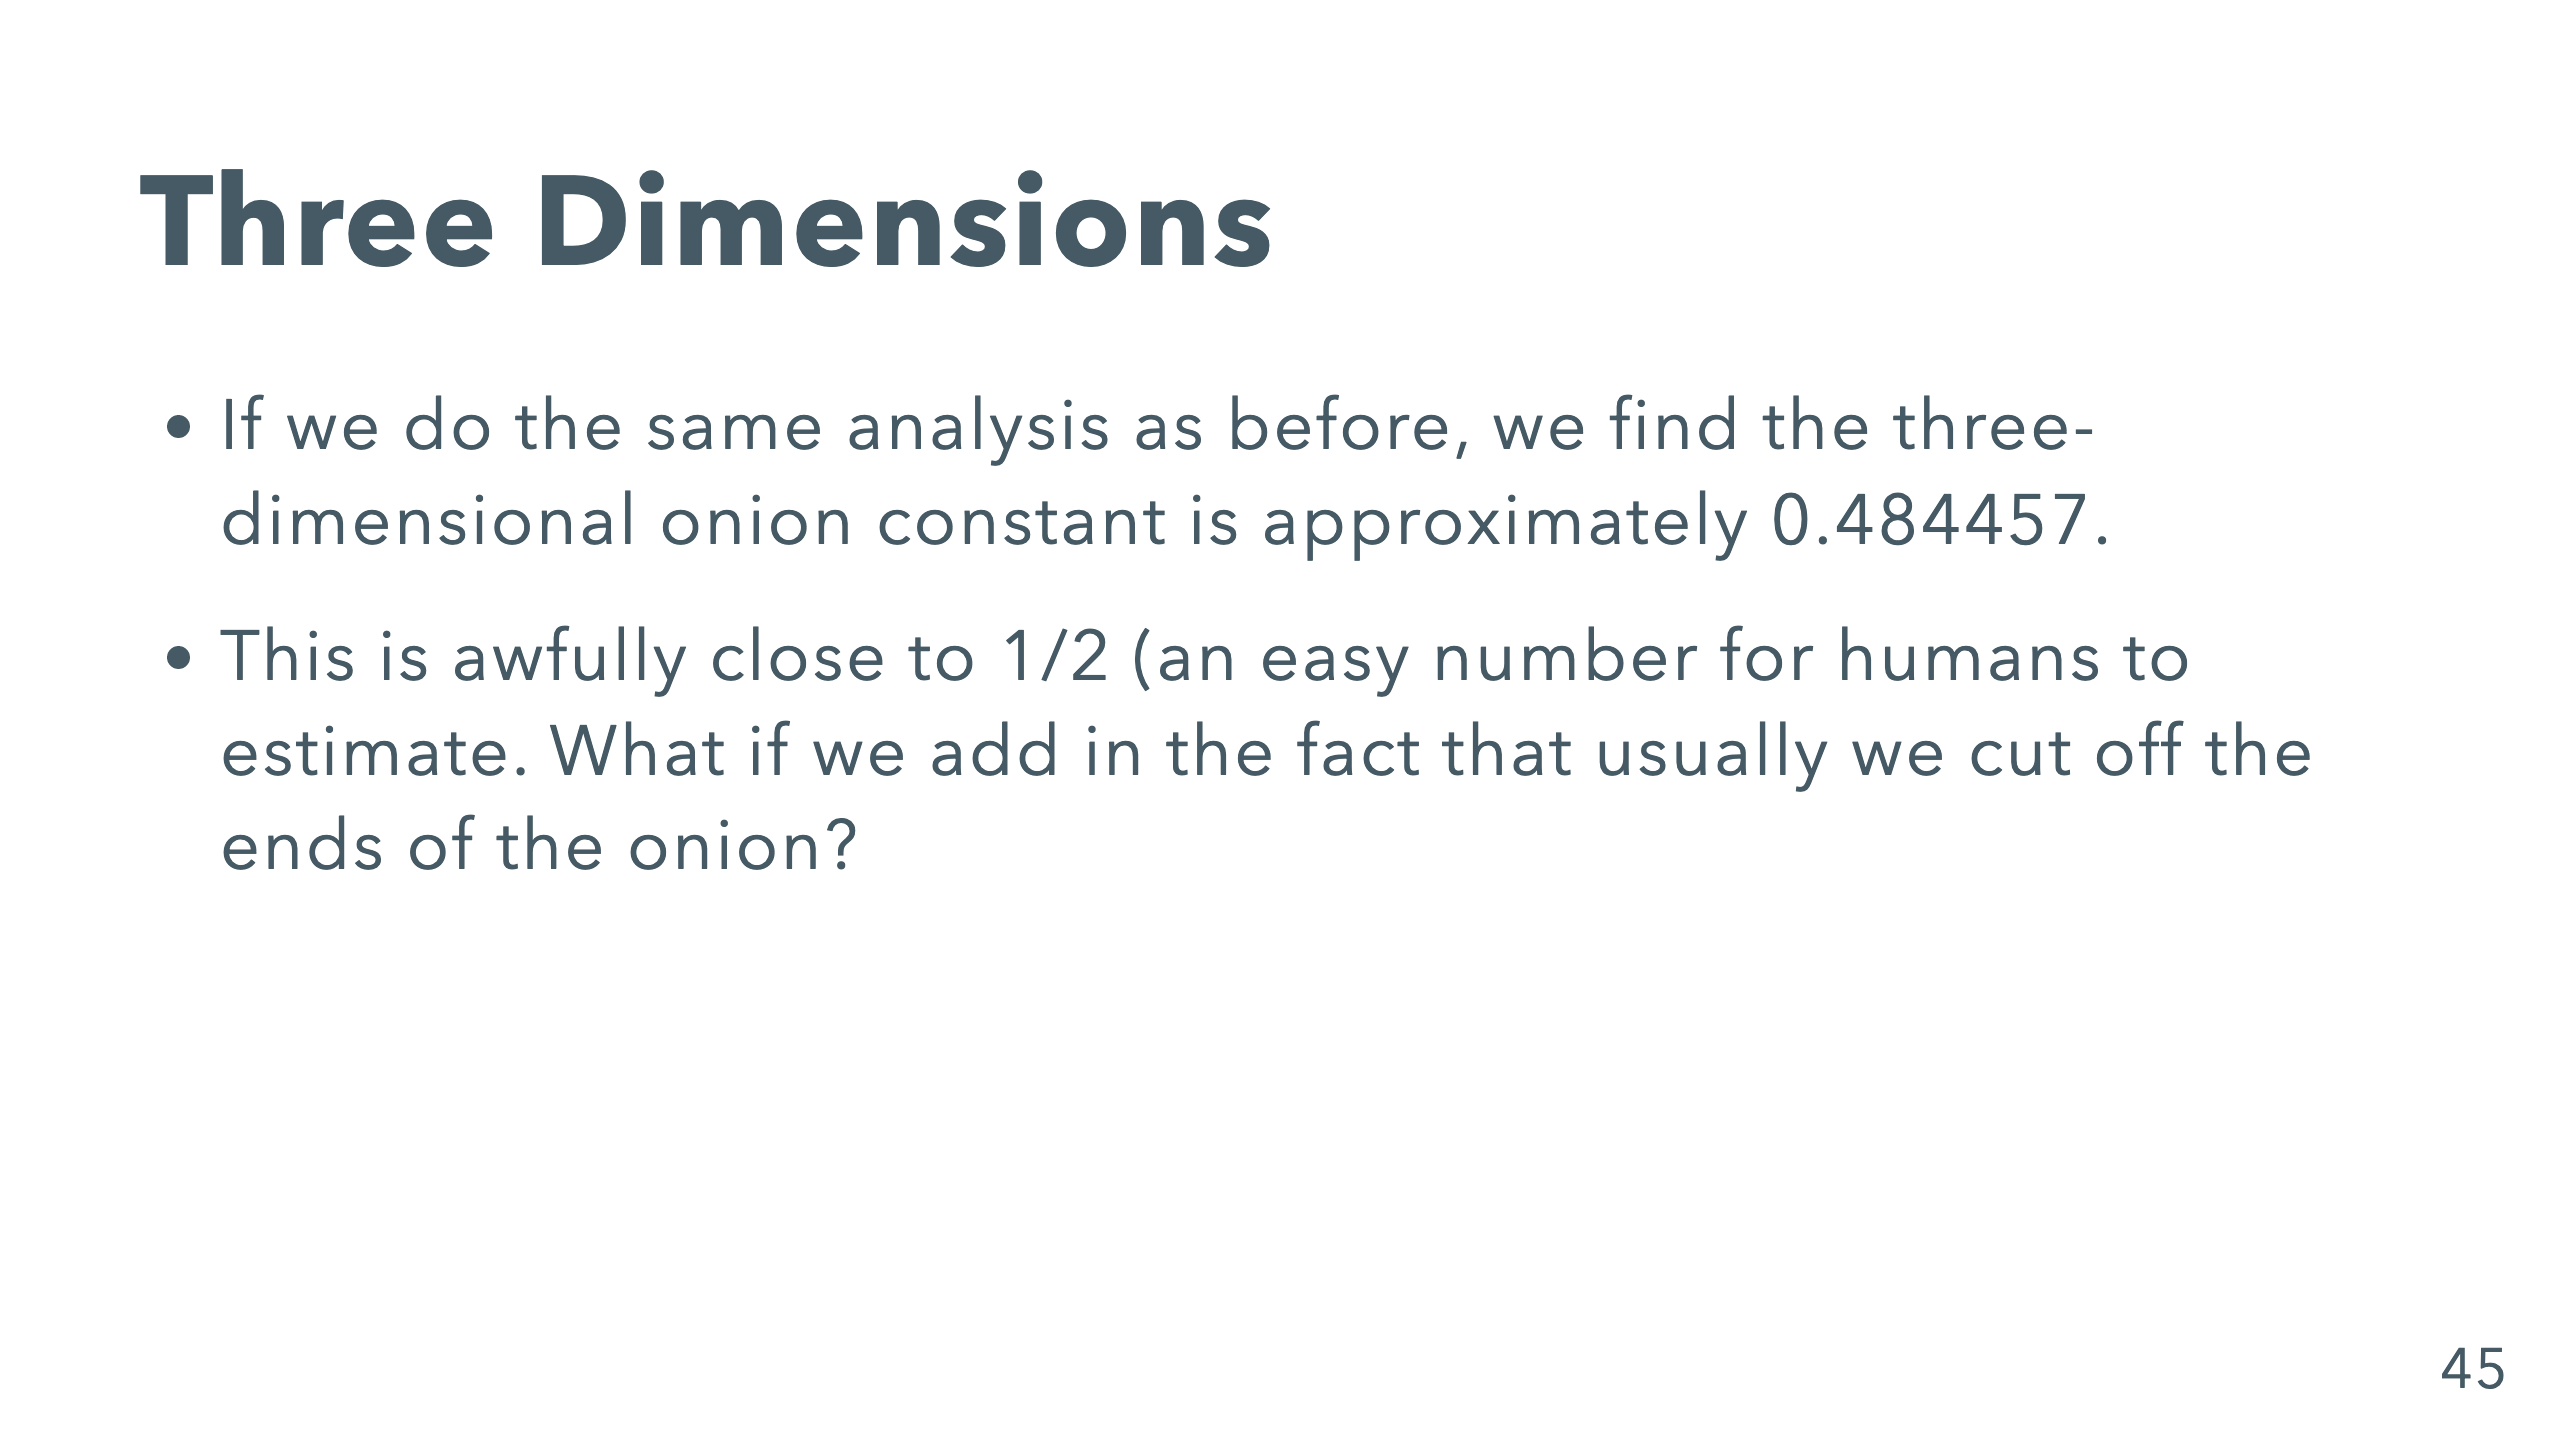 Three Dimensions
• If we do the same analysis as before, we find the three-
dimensional onion constant is approximately 0.484457.
• This is awfully close to 1/2 (an easy number for humans to
estimate. What if we add in the fact that usually we cut off the
ends of the onion?
45